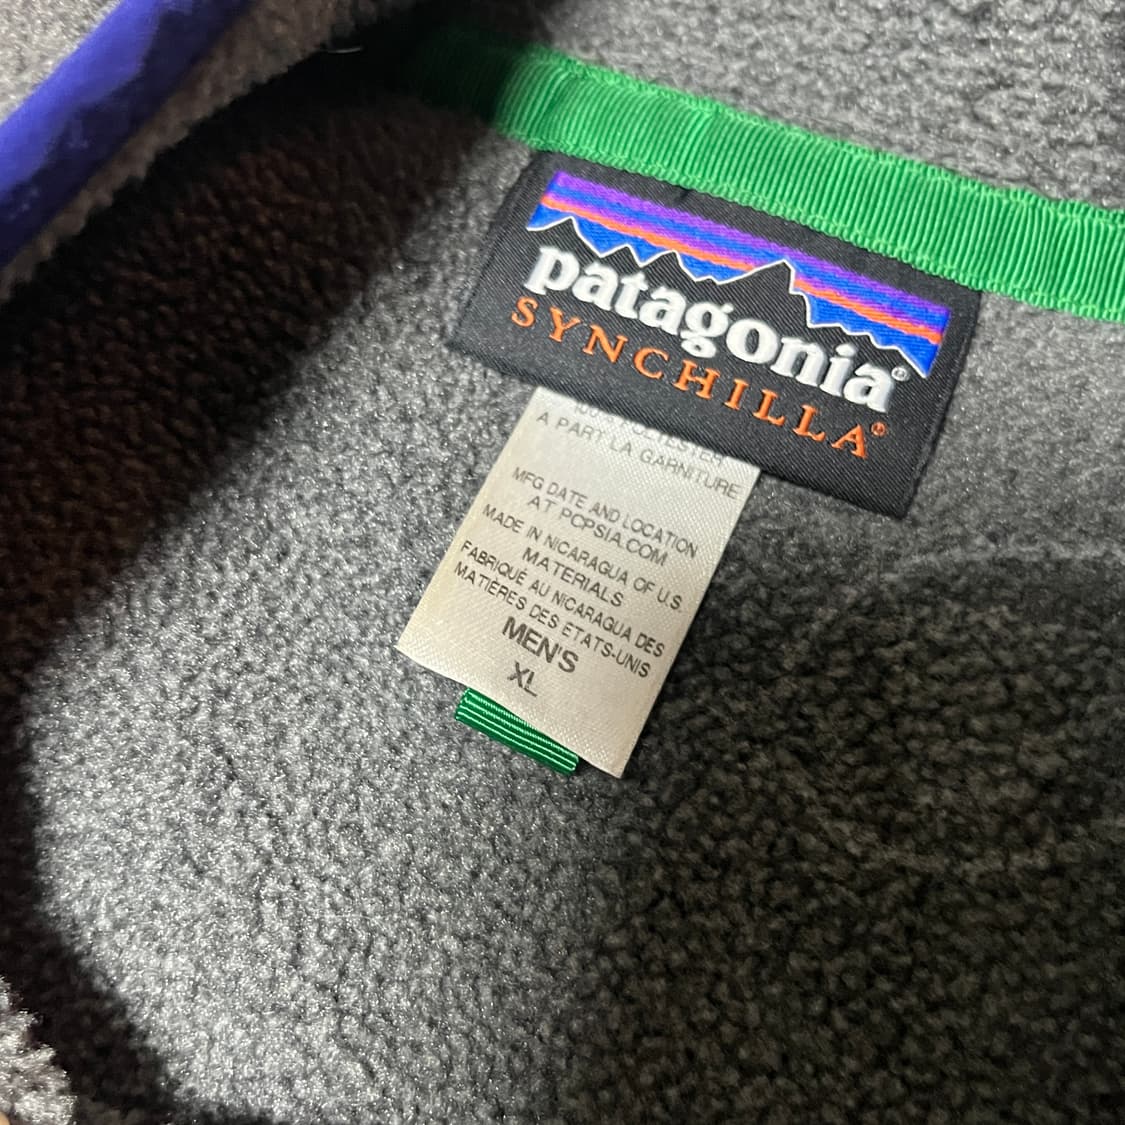 patagonia®
SYNCHILLA®
A PART LA GARNITURE
MFG DATE AND LOCATION
AT PCPSIA.COM
MADE IN NICARAGUA OF U.S.
MATERIALS
FABRIQUÉ AU NICARAGUA DES
MATIÈRES DES ÉTATS-UNIS
MEN'S
XL